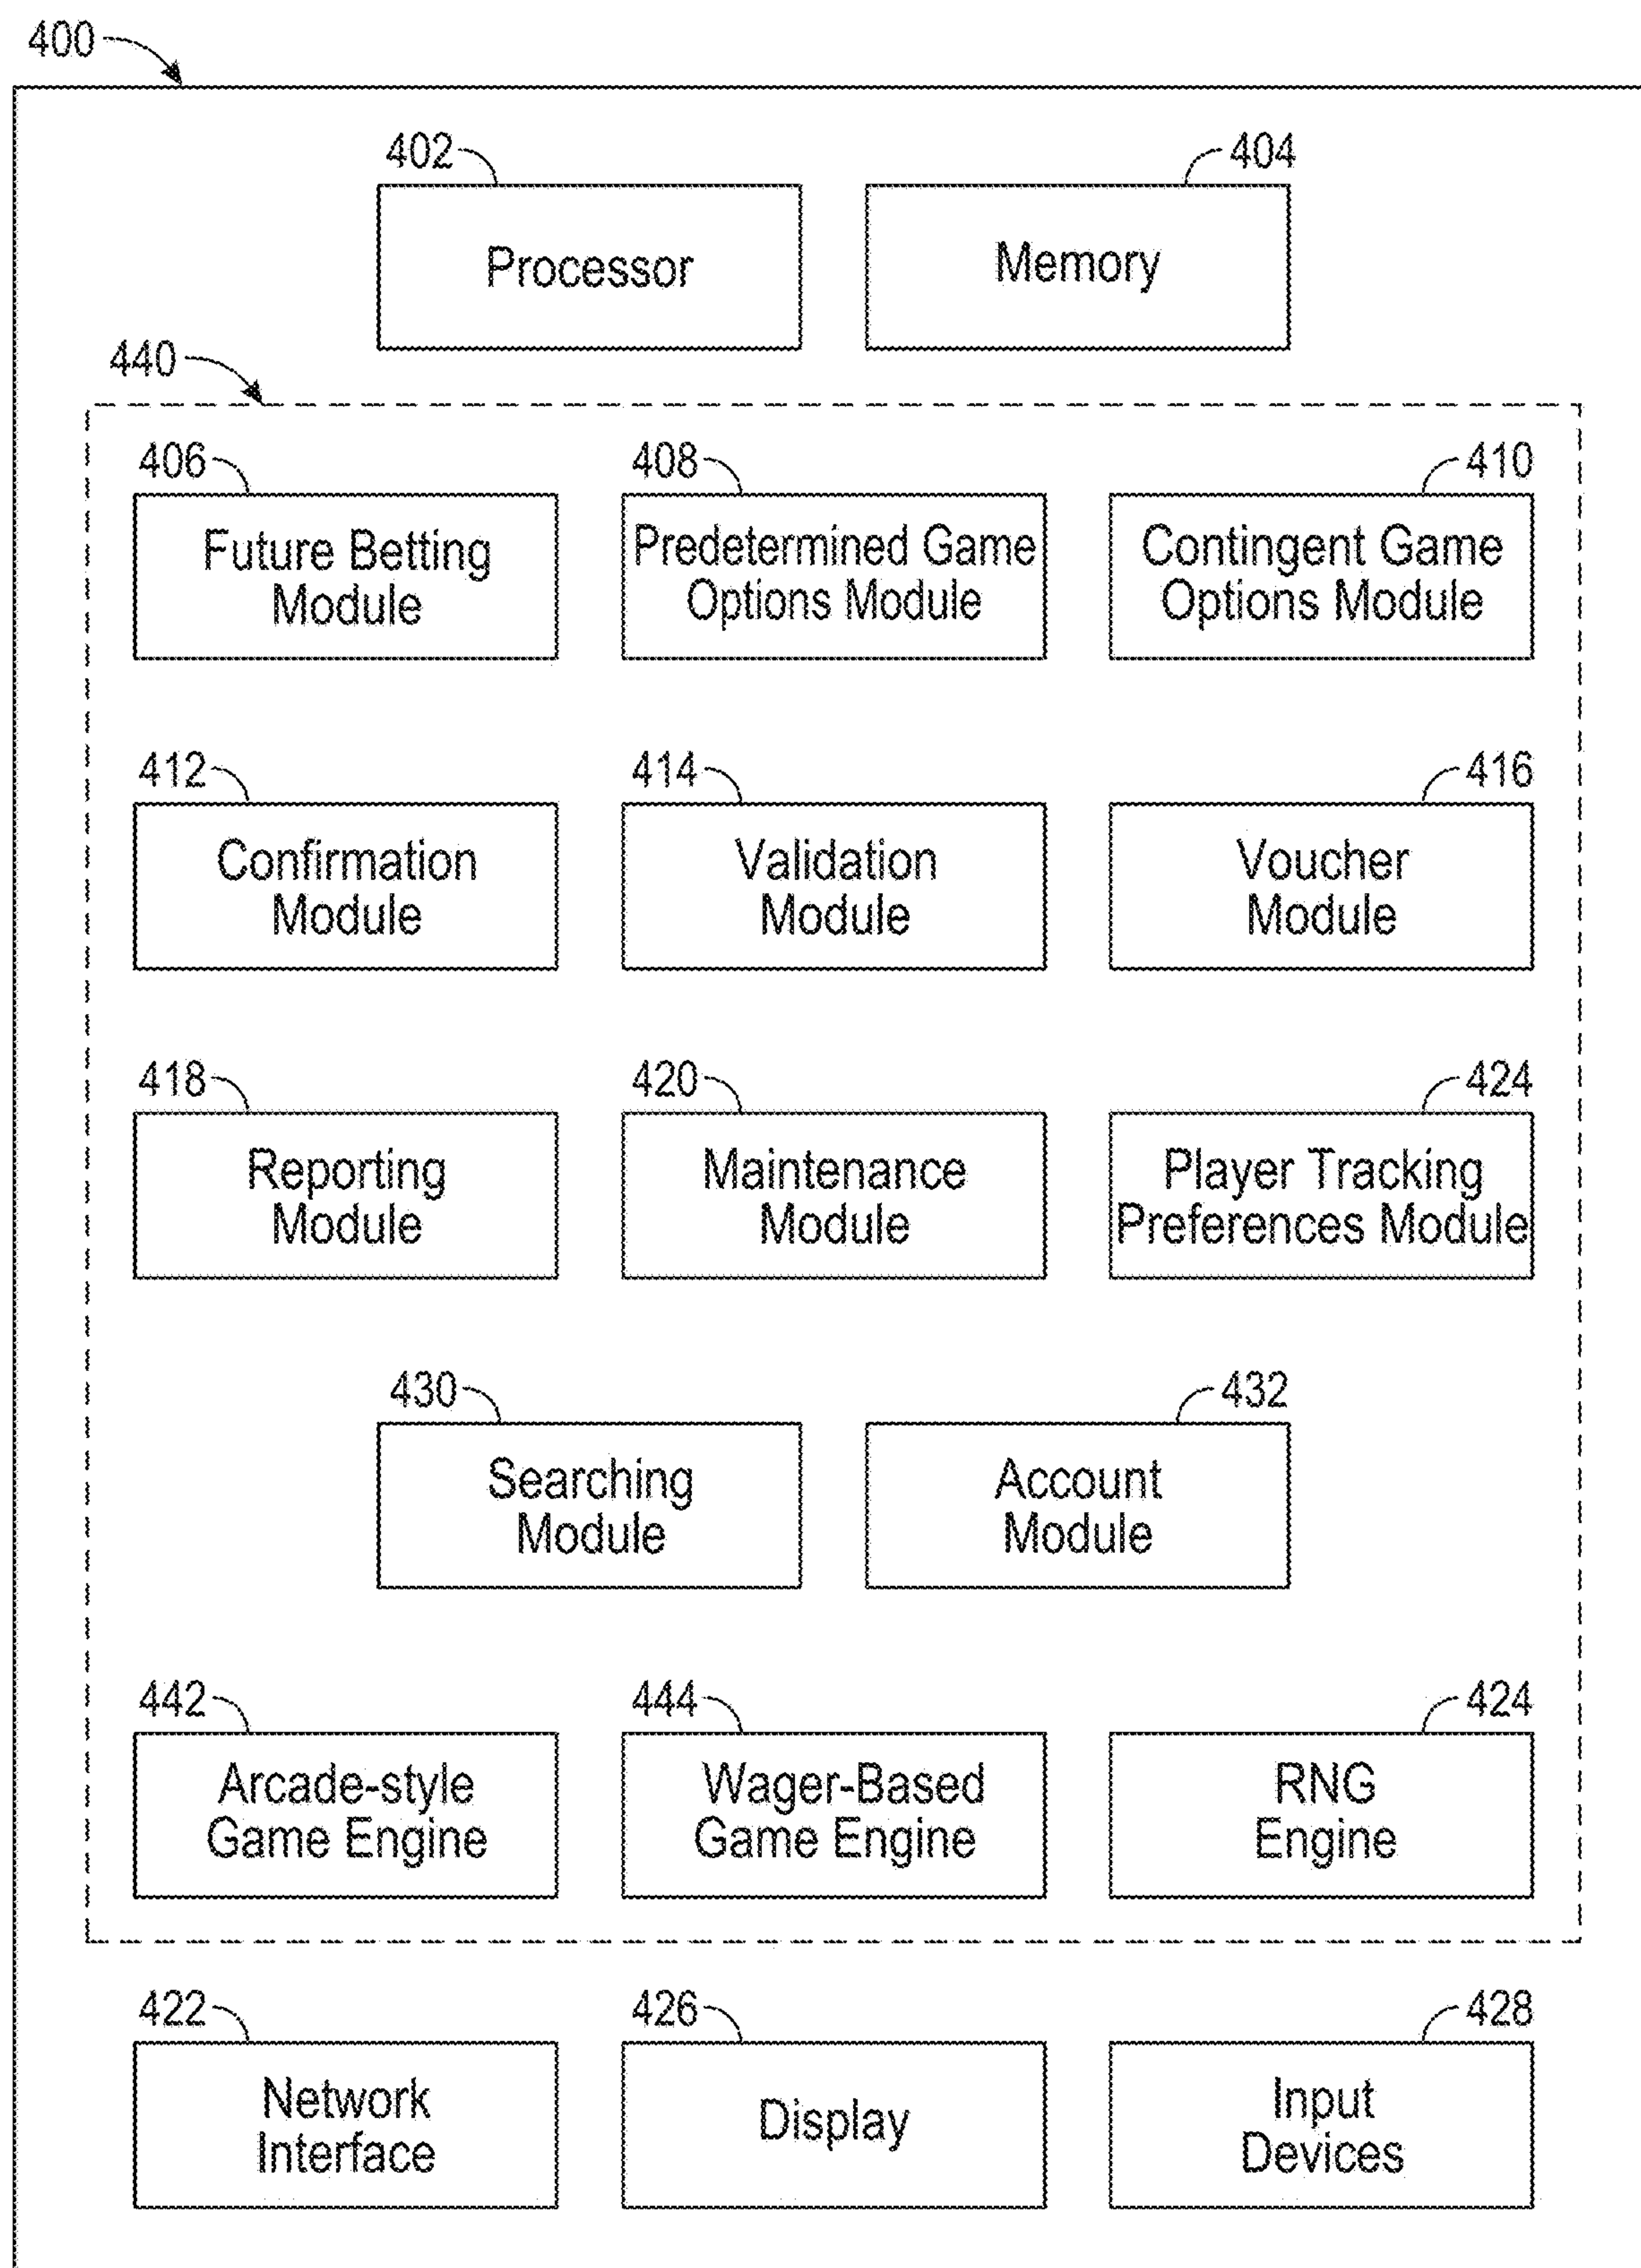 400
402
404
Processor
Memory
440
406
408
410
Future Betting
Module
Predetermined Game
Options Module
Contingent Game
Options Module
412
414
416
Confirmation
Module
Validation
Module
Voucher
Module
418
420
424
Reporting
Module
Maintenance
Module
Player Tracking
Preferences Module
430
432
Searching
Module
Account
Module
442
444
424
Arcade-style
Game Engine
Wager-Based
Game Engine
RNG
Engine
422
426
428
Network
Interface
Display
Input
Devices